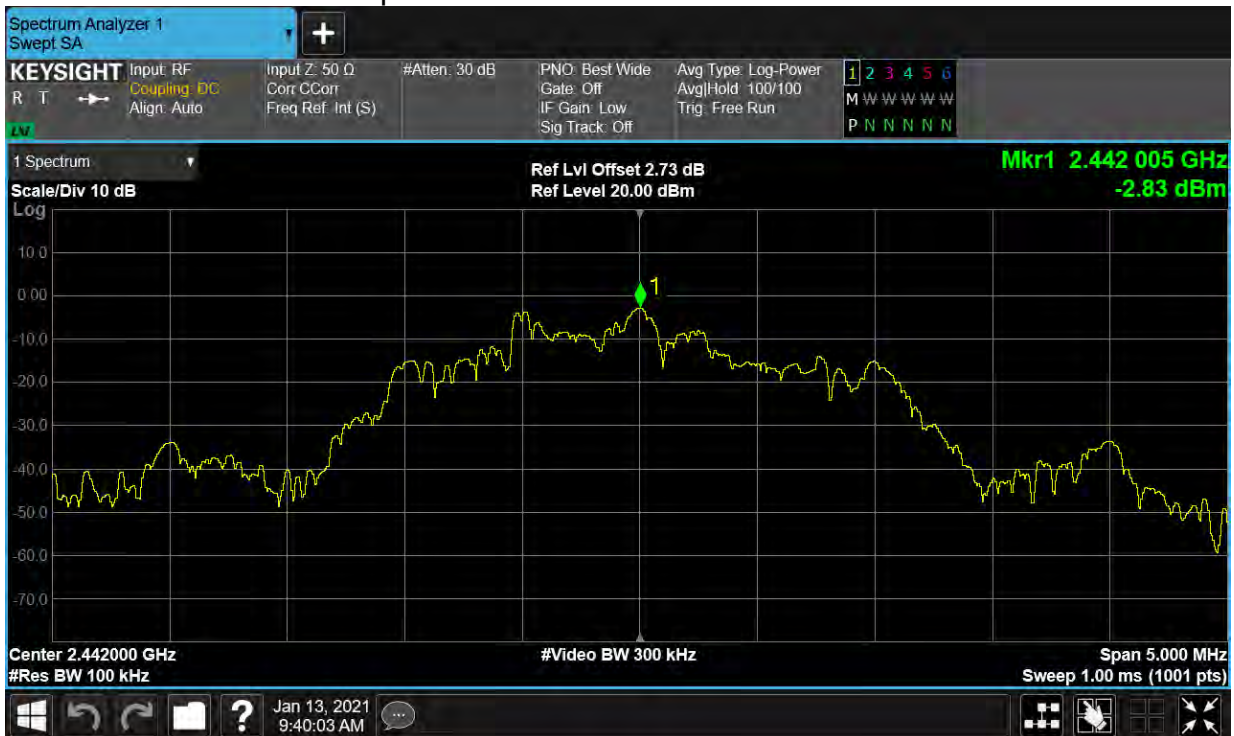 Spectrum Analyzer 1
Swept SA
+
KEYSIGHT
R T
LXI
Input: RF
Coupling: DC
Align: Auto
Input Z: 50 Ω
Corr CCorr
Freq Ref: Int (S)
#Atten: 30 dB
PNO: Best Wide
Gate: Off
IF Gain: Low
Sig Track: Off
Avg Type: Log-Power
Avg|Hold: 100/100
Trig: Free Run
1 2 3 4 5 6
M W W W W W
P N N N N N
1 Spectrum
Scale/Div 10 dB
Log
Ref Lvl Offset 2.73 dB
Ref Level 20.00 dBm
Mkr1 2.442 005 GHz
-2.83 dBm
10.0
0.00
-10.0
-20.0
-30.0
-40.0
-50.0
-60.0
-70.0
1
Center 2.442000 GHz
#Res BW 100 kHz
#Video BW 300 kHz
Span 5.000 MHz
Sweep 1.00 ms (1001 pts)
?
Jan 13, 2021
9:40:03 AM